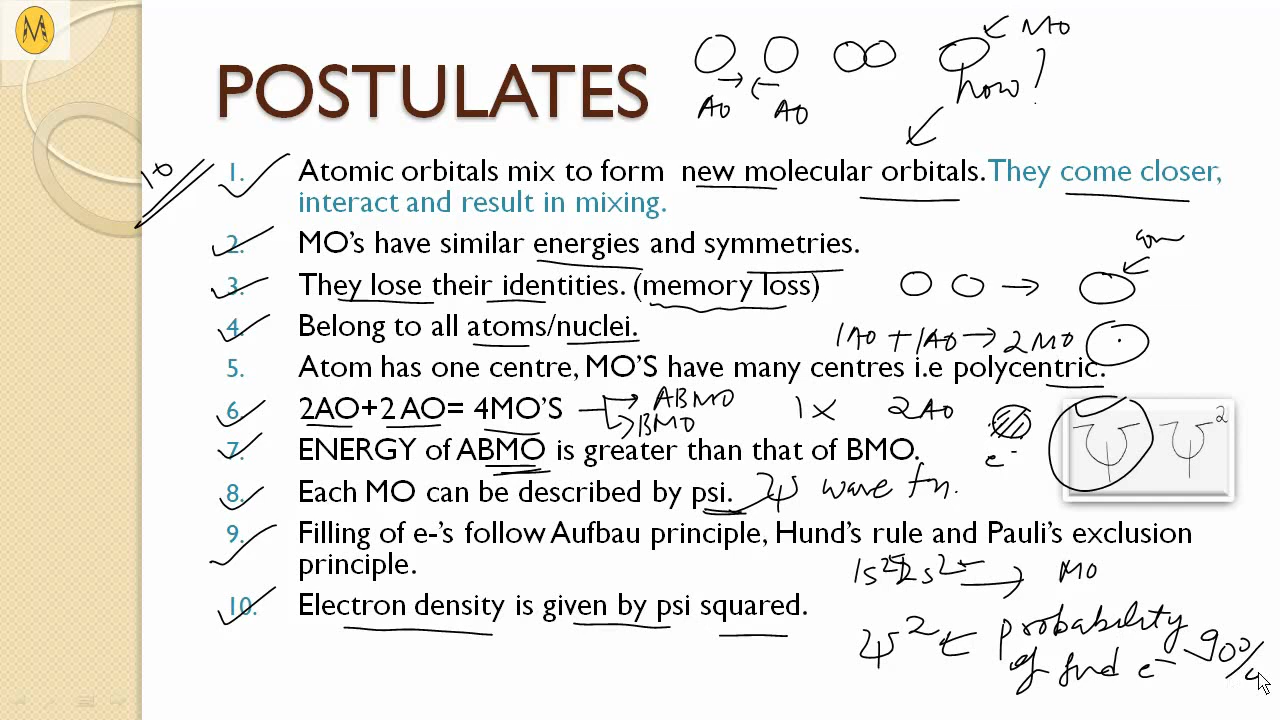 M
MO
POSTULATES
how?
AO AO
10
1. Atomic orbitals mix to form new molecular orbitals. They come closer,
interact and result in mixing.
2. MO's have similar energies and symmetries.
3. They lose their identities. (memory loss)
4. Belong to all atoms/nuclei.
1AO + 1AO → 2MO
5. Atom has one centre, MO'S have many centres i.e polycentric.
6. 2AO+2 AO= 4MO'S → ABMO
BMO
1x 2AO
Ψ Ψ²
7. ENERGY of ABMO is greater than that of BMO.
e-
8. Each MO can be described by psi. Ψ wave fn.
9. Filling of e-'s follow Aufbau principle, Hund's rule and Pauli's exclusion
principle.
1s² 2s² → MO
10. Electron density is given by psi squared.
Ψ² ← probability
of find e- 90%